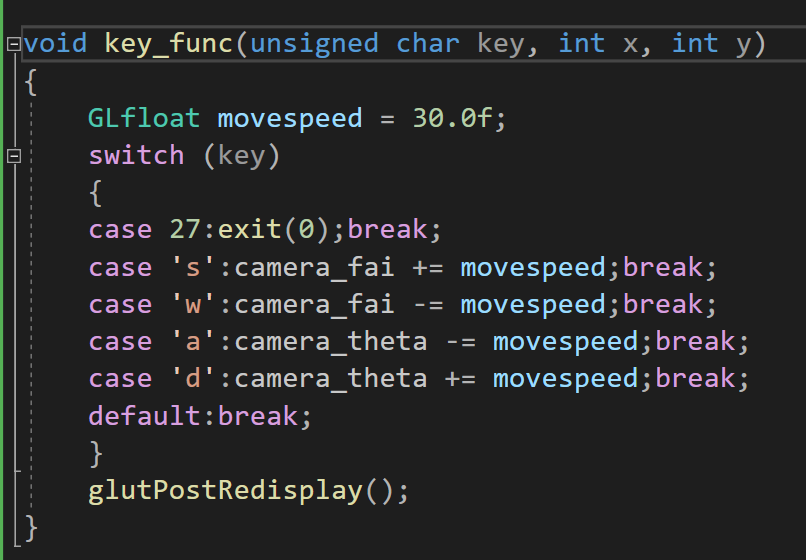 void key_func(unsigned char key, int x, int y)
{
GLfloat movespeed = 30.0f;
switch (key)
{
case 27:exit(0);break;
case 's':camera_fai += movespeed;break;
case 'w':camera_fai -= movespeed;break;
case 'a':camera_theta -= movespeed;break;
case 'd':camera_theta += movespeed;break;
default:break;
}
glutPostRedisplay();
}